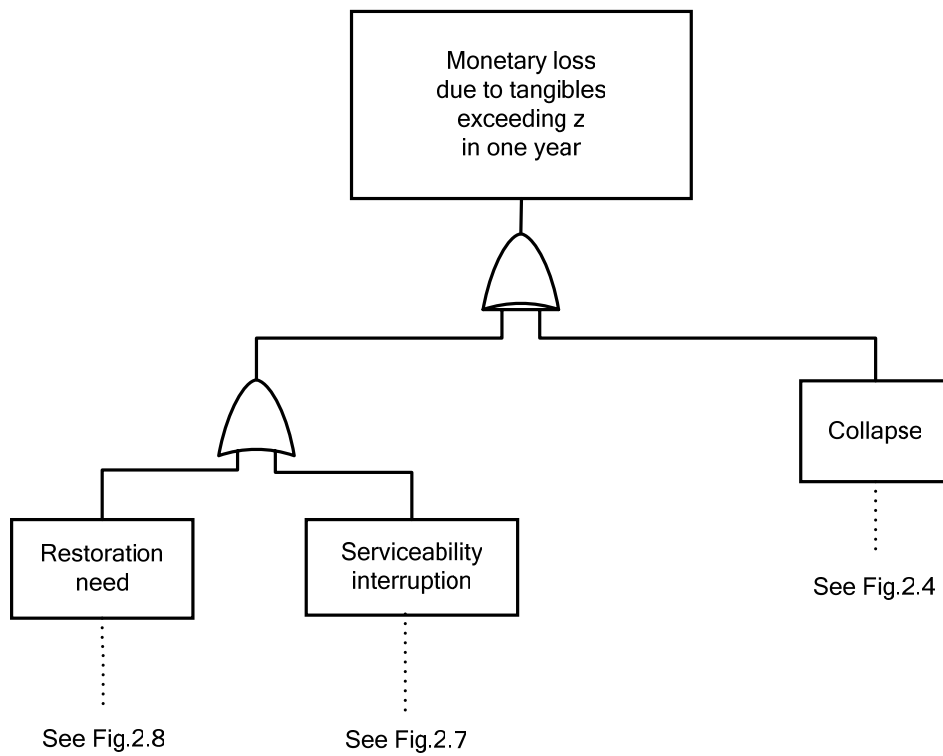 Monetary loss
due to tangibles
exceeding z
in one year
Collapse
Restoration
need
Serviceability
interruption
See Fig.2.4
See Fig.2.8
See Fig.2.7